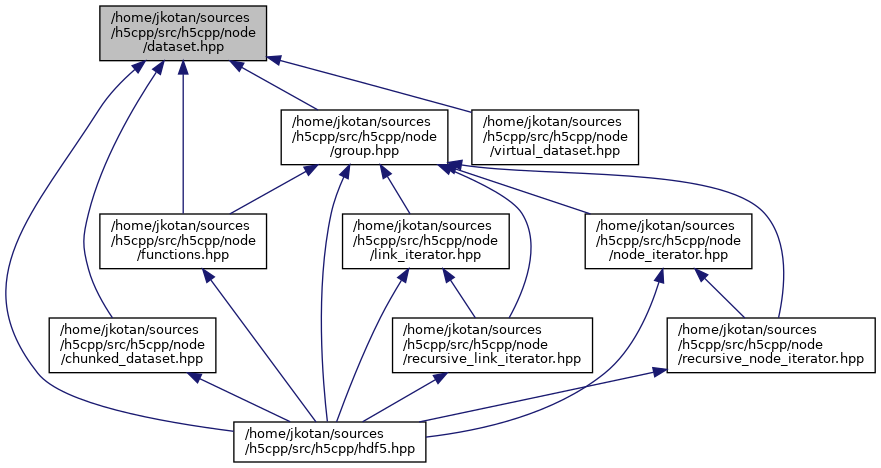 /home/jkotan/sources
/h5cpp/src/h5cpp/node
/dataset.hpp
/home/jkotan/sources
/h5cpp/src/h5cpp/node
/group.hpp
/home/jkotan/sources
/h5cpp/src/h5cpp/node
/virtual_dataset.hpp
/home/jkotan/sources
/h5cpp/src/h5cpp/node
/functions.hpp
/home/jkotan/sources
/h5cpp/src/h5cpp/node
/link_iterator.hpp
/home/jkotan/sources
/h5cpp/src/h5cpp/node
/node_iterator.hpp
/home/jkotan/sources
/h5cpp/src/h5cpp/node
/chunked_dataset.hpp
/home/jkotan/sources
/h5cpp/src/h5cpp/node
/recursive_link_iterator.hpp
/home/jkotan/sources
/h5cpp/src/h5cpp/node
/recursive_node_iterator.hpp
/home/jkotan/sources
/h5cpp/src/h5cpp/hdf5.hpp